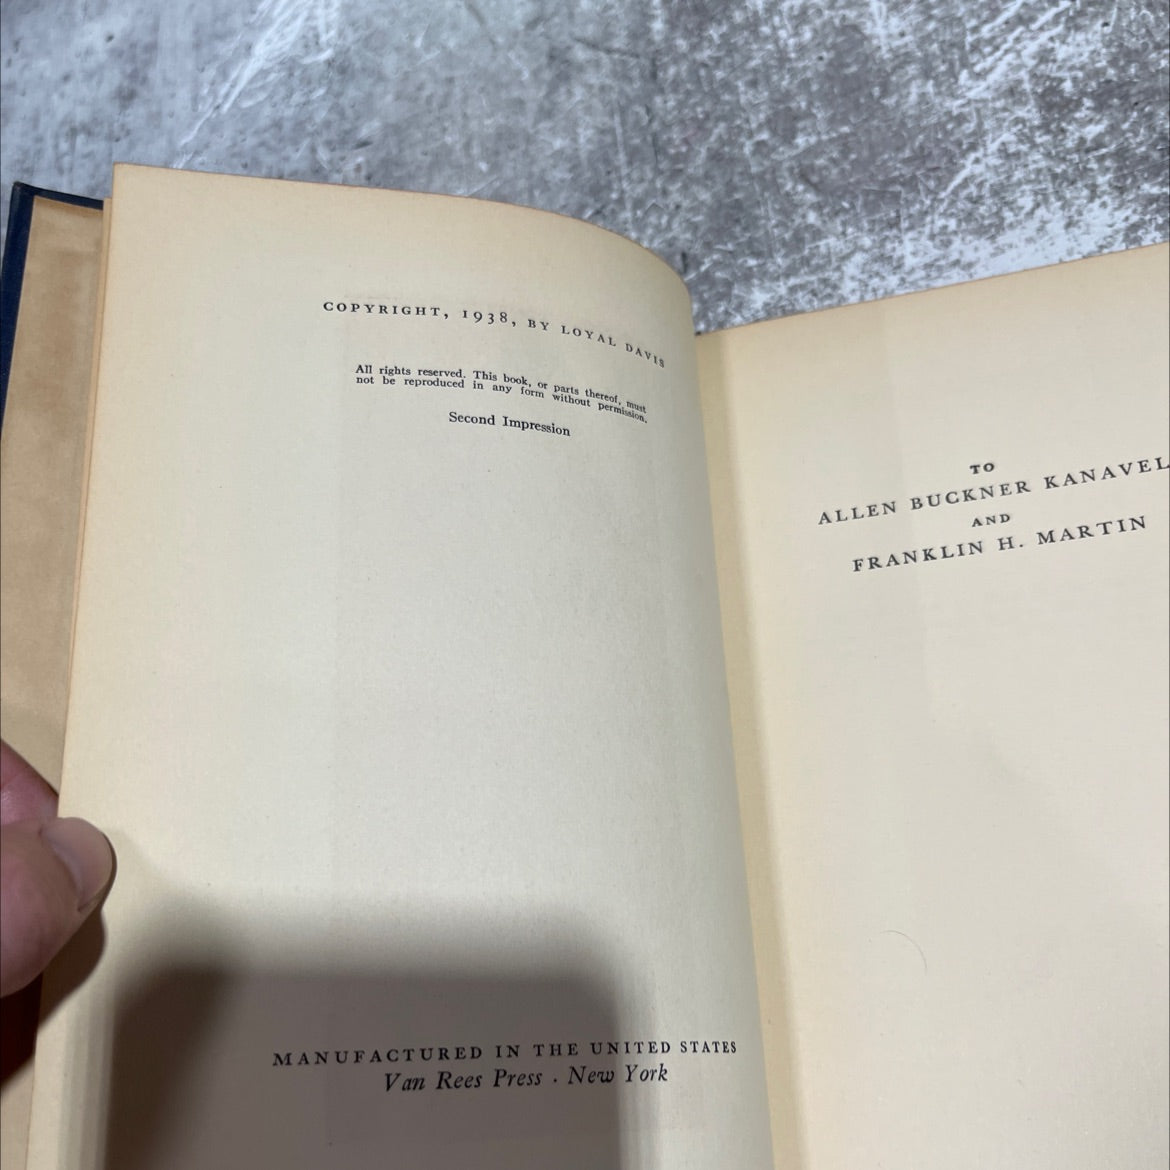 COPYRIGHT, 1938, BY LOYAL DAVIS
All rights reserved. This book, or parts thereof, must
not be reproduced in any form without permission.
Second Impression
MANUFACTURED IN THE UNITED STATES
Van Rees Press · New York
TO
ALLEN BUCKNER KANAVEL
AND
FRANKLIN H. MARTIN